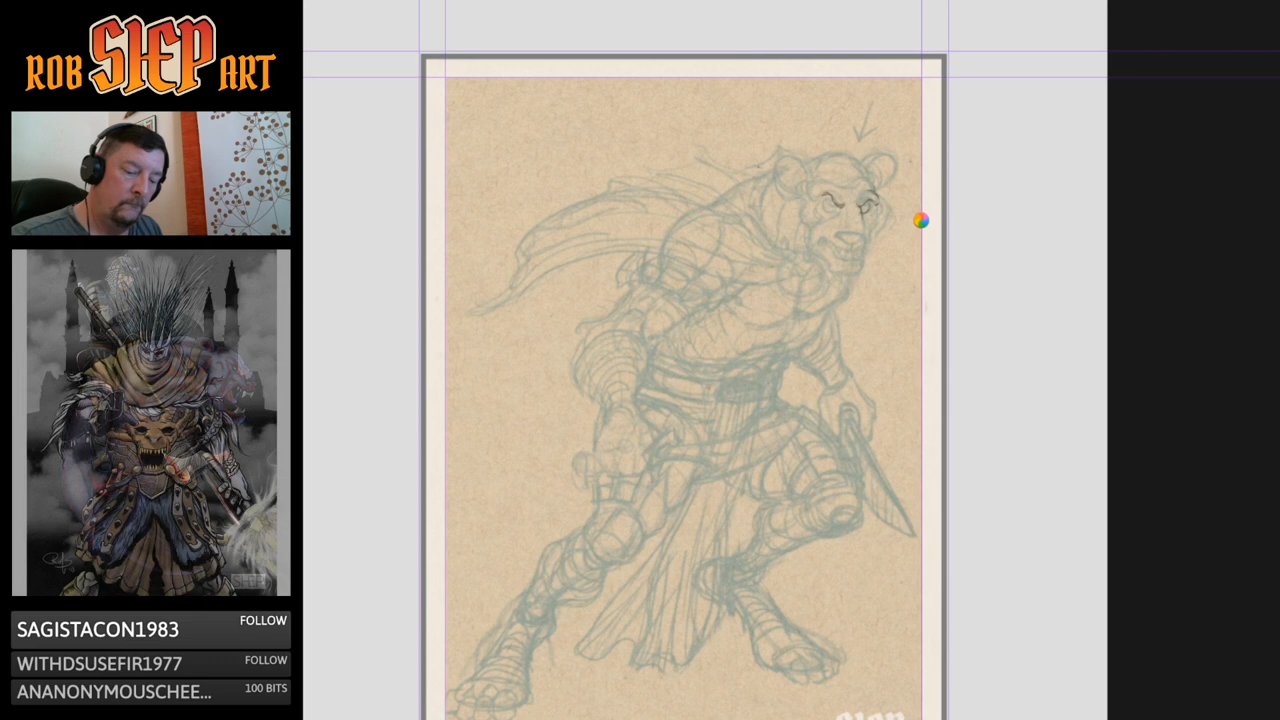 ROB SIEP ART
SAGISTACON1983 FOLLOW
WITHDSUSEFIR1977 FOLLOW
ANANONYMOUSCHEE... 100 BITS